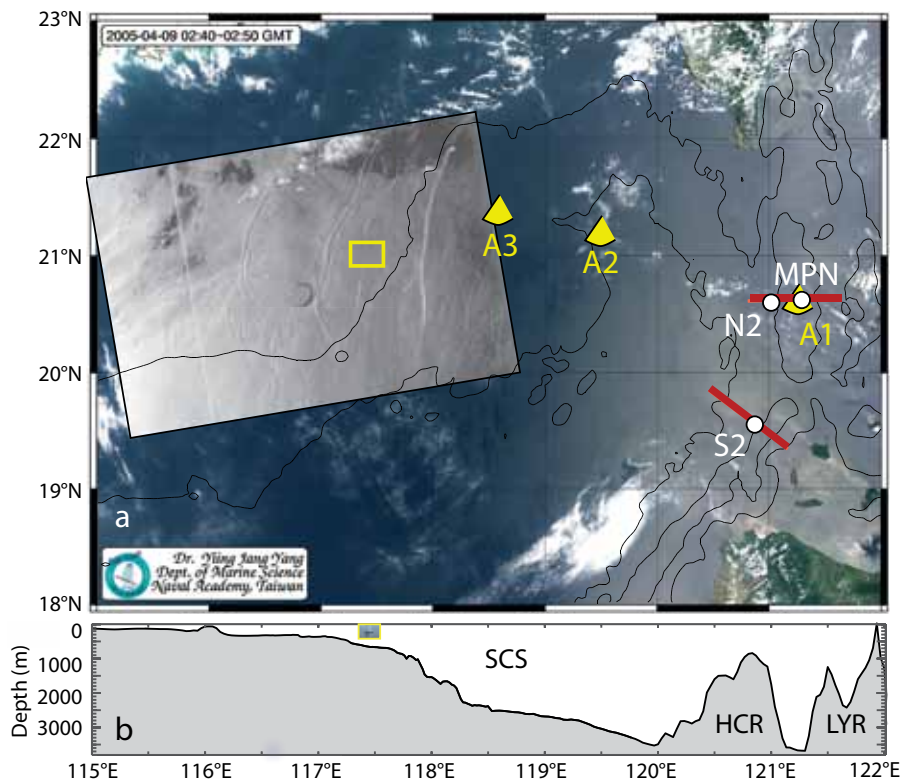 23°N
2005-04-09 02:40~02:50 GMT
22°N
A3
A2
21°N
MPN
N2
A1
20°N
S2
19°N
a
Dr. Yiing Jang Yang
Dept. of Marine Science
Naval Academy, Taiwan
18°N
0
SCS
1000
Depth (m)
2000
3000
b
HCR
LYR
115°E
116°E
117°E
118°E
119°E
120°E
121°E
122°E